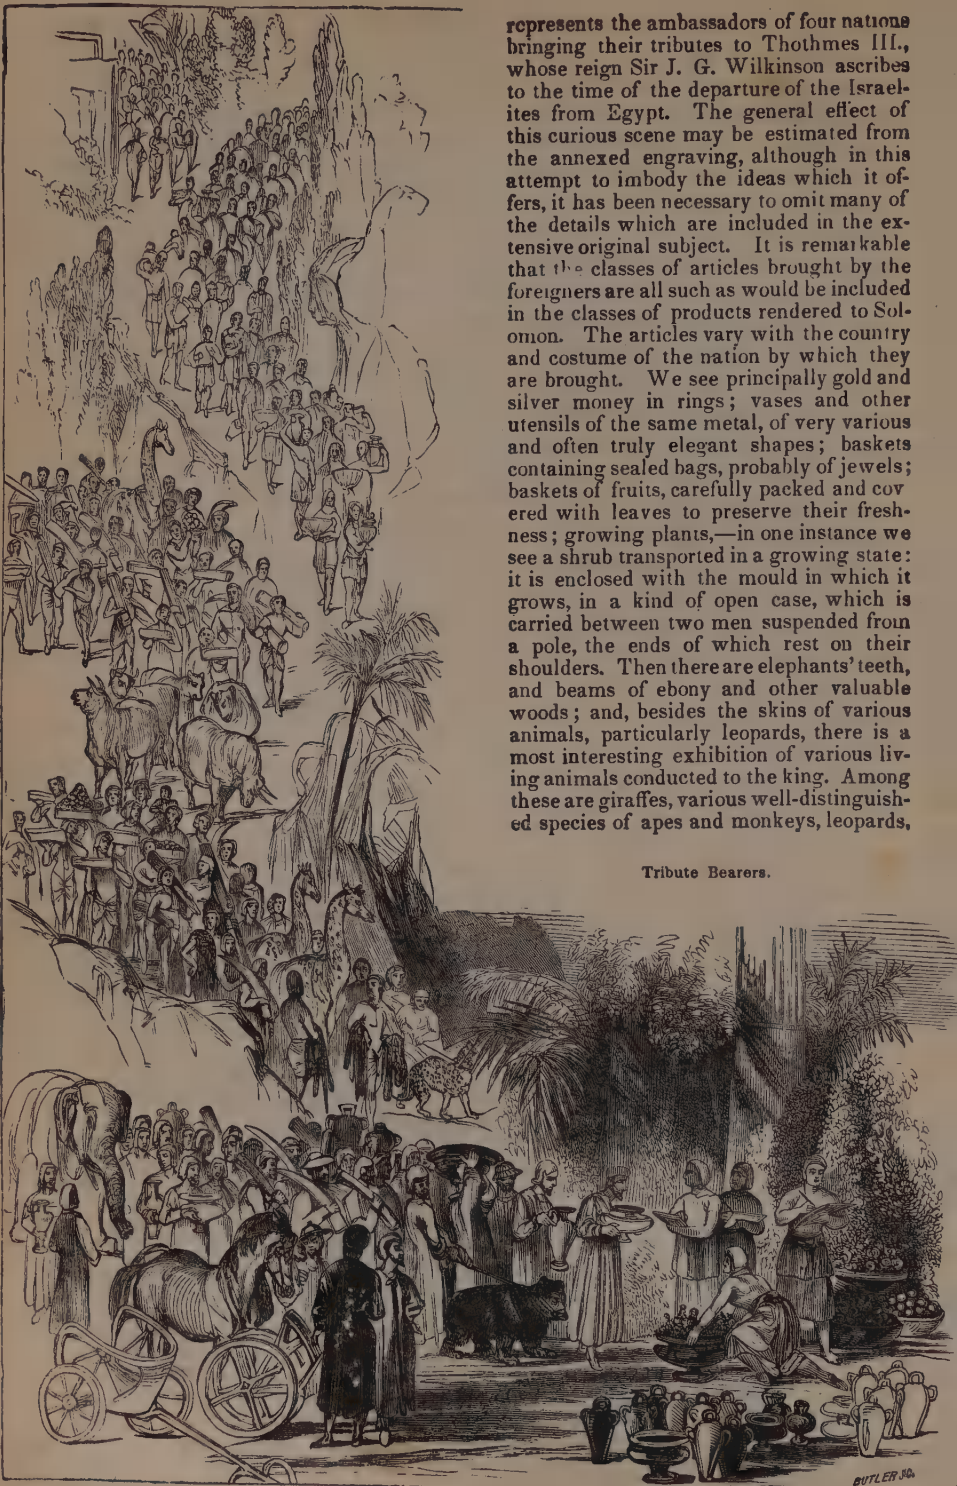 represents the ambassadors of four nations
bringing their tributes to Thothmes III.,
whose reign Sir J. G. Wilkinson ascribes
to the time of the departure of the Israel-
ites from Egypt. The general effect of
this curious scene may be estimated from
the annexed engraving, although in this
attempt to imbody the ideas which it of-
fers, it has been necessary to omit many of
the details which are included in the ex-
tensive original subject. It is remarkable
that the classes of articles brought by the
foreigners are all such as would be included
in the classes of products rendered to Sol-
omon. The articles vary with the country
and costume of the nation by which they
are brought. We see principally gold and
silver money in rings; vases and other
utensils of the same metal, of very various
and often truly elegant shapes; baskets
containing sealed bags, probably of jewels;
baskets of fruits, carefully packed and cov
ered with leaves to preserve their fresh-
ness; growing plants,—in one instance we
see a shrub transported in a growing state:
it is enclosed with the mould in which it
grows, in a kind of open case, which is
carried between two men suspended from
a pole, the ends of which rest on their
shoulders. Then there are elephants' teeth,
and beams of ebony and other valuable
woods; and, besides the skins of various
animals, particularly leopards, there is a
most interesting exhibition of various liv-
ing animals conducted to the king. Among
these are giraffes, various well-distinguish-
ed species of apes and monkeys, leopards,
Tribute Bearers.
BUTLER